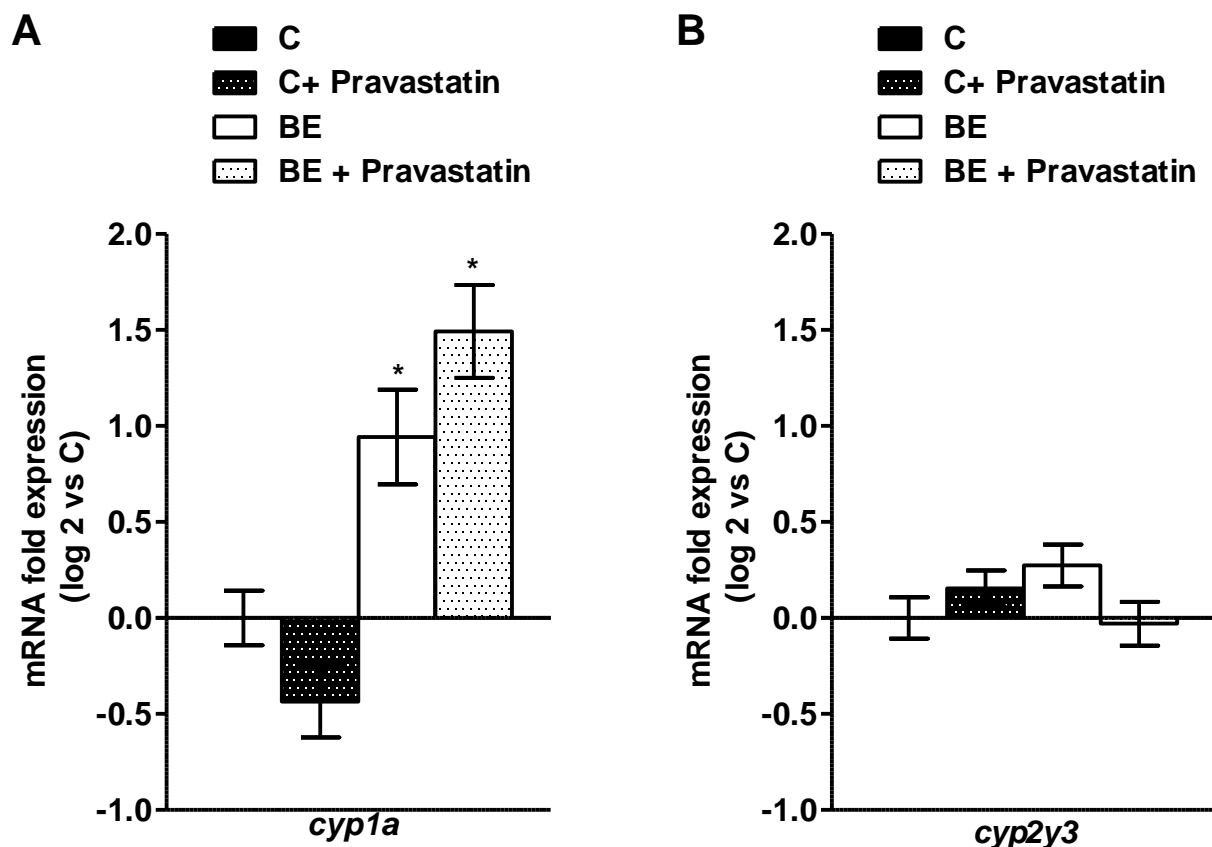 A
C
C+ Pravastatin
BE
BE + Pravastatin
mRNA fold expression
(log 2 vs C)
2.0
1.5
1.0
0.5
0.0
-0.5
-1.0
*
*
cyp1a
B
C
C+ Pravastatin
BE
BE + Pravastatin
mRNA fold expression
(log 2 vs C)
2.0
1.5
1.0
0.5
0.0
-0.5
-1.0
cyp2y3